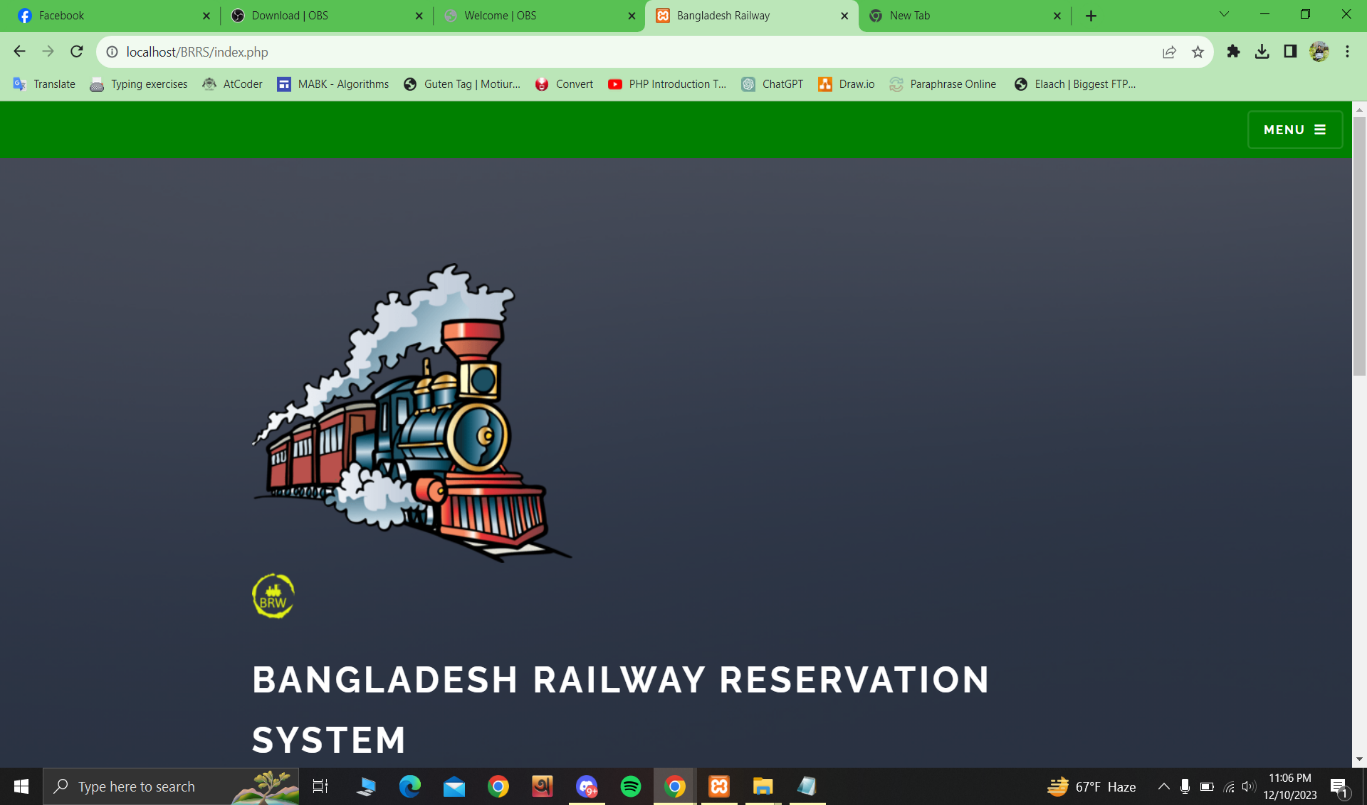 Facebook
Download | OBS
Welcome | OBS
Bangladesh Railway
New Tab
localhost/BRRS/index.php
Translate
Typing exercises
AtCoder
MABK - Algorithms
Guten Tag | Motiur...
Convert
PHP Introduction T...
ChatGPT
Draw.io
Paraphrase Online
Elaach | Biggest FTP...
MENU
BRW
BANGLADESH RAILWAY RESERVATION
SYSTEM
Type here to search
অ
9+
67°F Haze
11:06 PM
12/10/2023
1